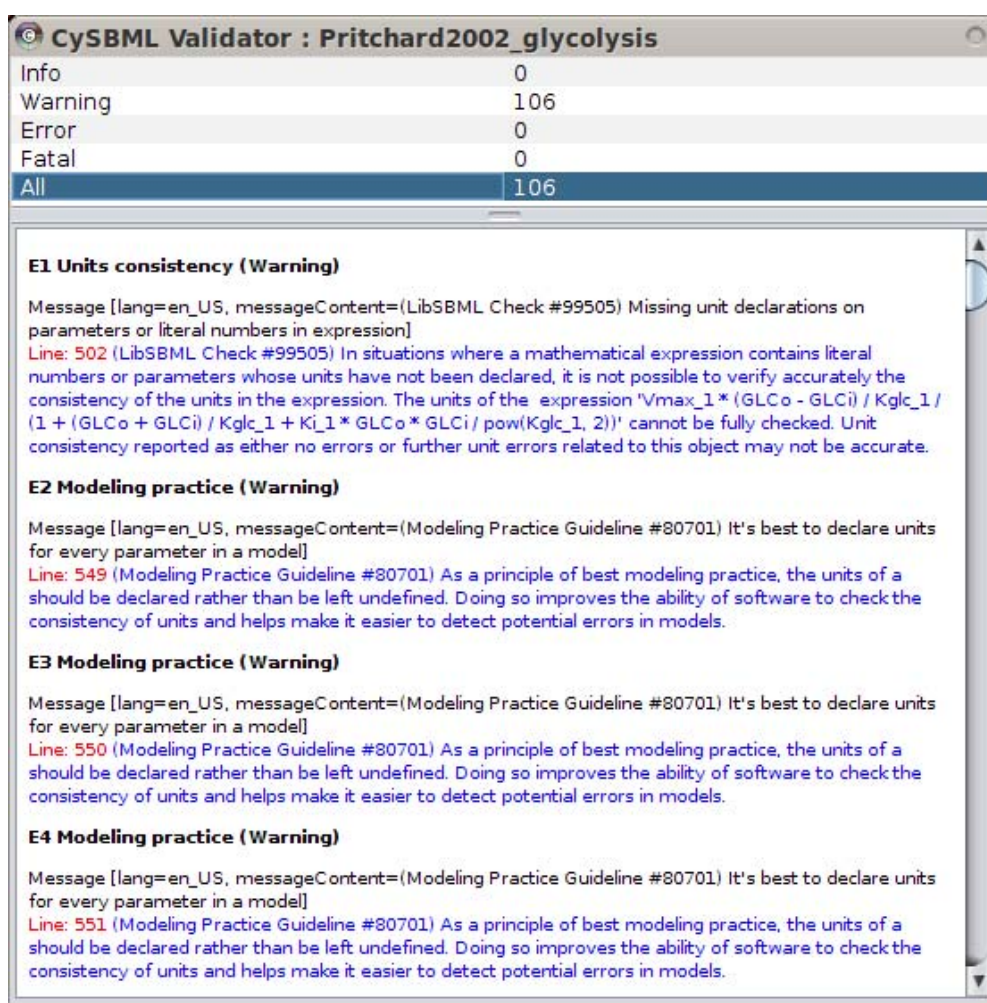 CySBML Validator : Pritchard2002_glycolysis
Info 0
Warning 106
Error 0
Fatal 0
All 106
E1 Units consistency (Warning)
Message [lang=en_US, messageContent=(LibSBML Check #99505) Missing unit declarations on
parameters or literal numbers in expression]
Line: 502 (LibSBML Check #99505) In situations where a mathematical expression contains literal
numbers or parameters whose units have not been declared, it is not possible to verify accurately the
consistency of the units in the expression. The units of the  expression 'Vmax_1 * (GLCo - GLCi) / Kglc_1 /
(1 + (GLCo + GLCi) / Kglc_1 + Ki_1 * GLCo * GLCi / pow(Kglc_1, 2))' cannot be fully checked. Unit
consistency reported as either no errors or further unit errors related to this object may not be accurate.
E2 Modeling practice (Warning)
Message [lang=en_US, messageContent=(Modeling Practice Guideline #80701) It's best to declare units
for every parameter in a model]
Line: 549 (Modeling Practice Guideline #80701) As a principle of best modeling practice, the units of a
should be declared rather than be left undefined. Doing so improves the ability of software to check the
consistency of units and helps make it easier to detect potential errors in models.
E3 Modeling practice (Warning)
Message [lang=en_US, messageContent=(Modeling Practice Guideline #80701) It's best to declare units
for every parameter in a model]
Line: 550 (Modeling Practice Guideline #80701) As a principle of best modeling practice, the units of a
should be declared rather than be left undefined. Doing so improves the ability of software to check the
consistency of units and helps make it easier to detect potential errors in models.
E4 Modeling practice (Warning)
Message [lang=en_US, messageContent=(Modeling Practice Guideline #80701) It's best to declare units
for every parameter in a model]
Line: 551 (Modeling Practice Guideline #80701) As a principle of best modeling practice, the units of a
should be declared rather than be left undefined. Doing so improves the ability of software to check the
consistency of units and helps make it easier to detect potential errors in models.